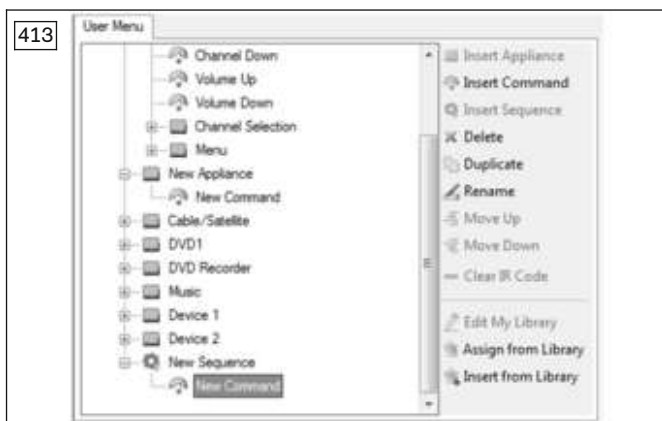 413
User Menu
Channel Down
Volume Up
Volume Down
Channel Selection
Menu
New Appliance
New Command
Cable/Satellite
DVD1
DVD Recorder
Music
Device 1
Device 2
New Sequence
New Command
Insert Appliance
Insert Command
Insert Sequence
Delete
Duplicate
Rename
Move Up
Move Down
Clear IR Code
Edit My Library
Assign from Library
Insert from Library